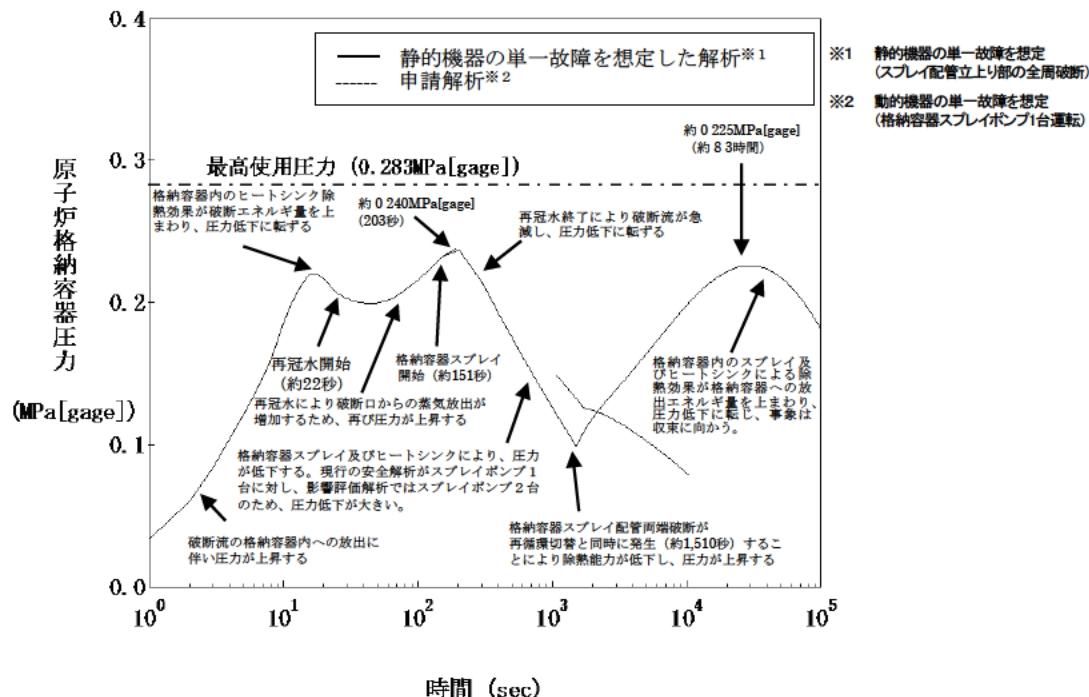 0.4
0.3
0.2
0.1
0.0
原子炉格納容器圧力
(MPa[gage])
静的機器の単一故障を想定した解析※1
申請解析※2
※1 静的機器の単一故障を想定
(スプレイ配管立上り部の全周破断)
※2 動的機器の単一故障を想定
(格納容器スプレイポンプ1台運転)
約0 225MPa[gage]
(約8 3時間)
最高使用圧力 (0.283MPa[gage])
格納容器内のヒートシンク除
熱効果が破断エネルギ量を上
まわり、圧力低下に転ずる
約0 240MPa[gage]
(203秒)
再冠水終了により破断流が急
減し、圧力低下に転ずる
再冠水開始
(約22秒)
格納容器スプレイ
開始(約151秒)
再冠水により破断口からの蒸気放出が
増加するため、再び圧力が上昇する
格納容器内のスプレイ及
びヒートシンクによる除
熱効果が格納容器への放
出エネルギ量を上まわり、
圧力低下に転じ、事象は
収束に向かう。
格納容器スプレイ及びヒートシンクにより、圧力
が低下する。現行の安全解析がスプレイポンプ1
台に対し、影響評価解析ではスプレイポンプ2台
のため、圧力低下が大きい。
破断流の格納容器内への放出に
伴い圧力が上昇する
格納容器スプレイ配管両端破断が
再循環切替と同時に発生(約1,510秒)するこ
とにより除熱能力が低下し、圧力が上昇する
10⁰ 10¹ 10² 10³ 10⁴ 10⁵
時間 (sec)